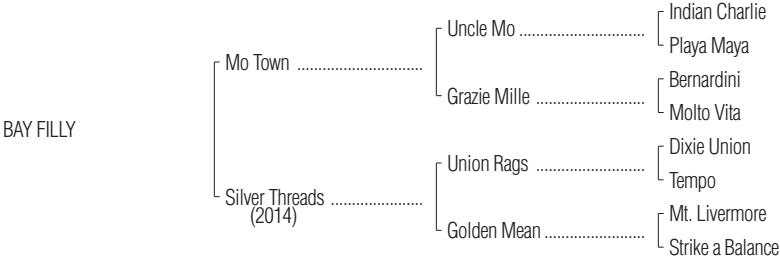 Indian Charlie
Uncle Mo ......................................
Playa Maya
Mo Town ......................................
Bernardini
Grazie Mille .................................
Molto Vita
BAY FILLY
Dixie Union
Union Rags .................................
Tempo
Silver Threads ...........................
(2014)
Mt. Livermore
Golden Mean ..............................
Strike a Balance